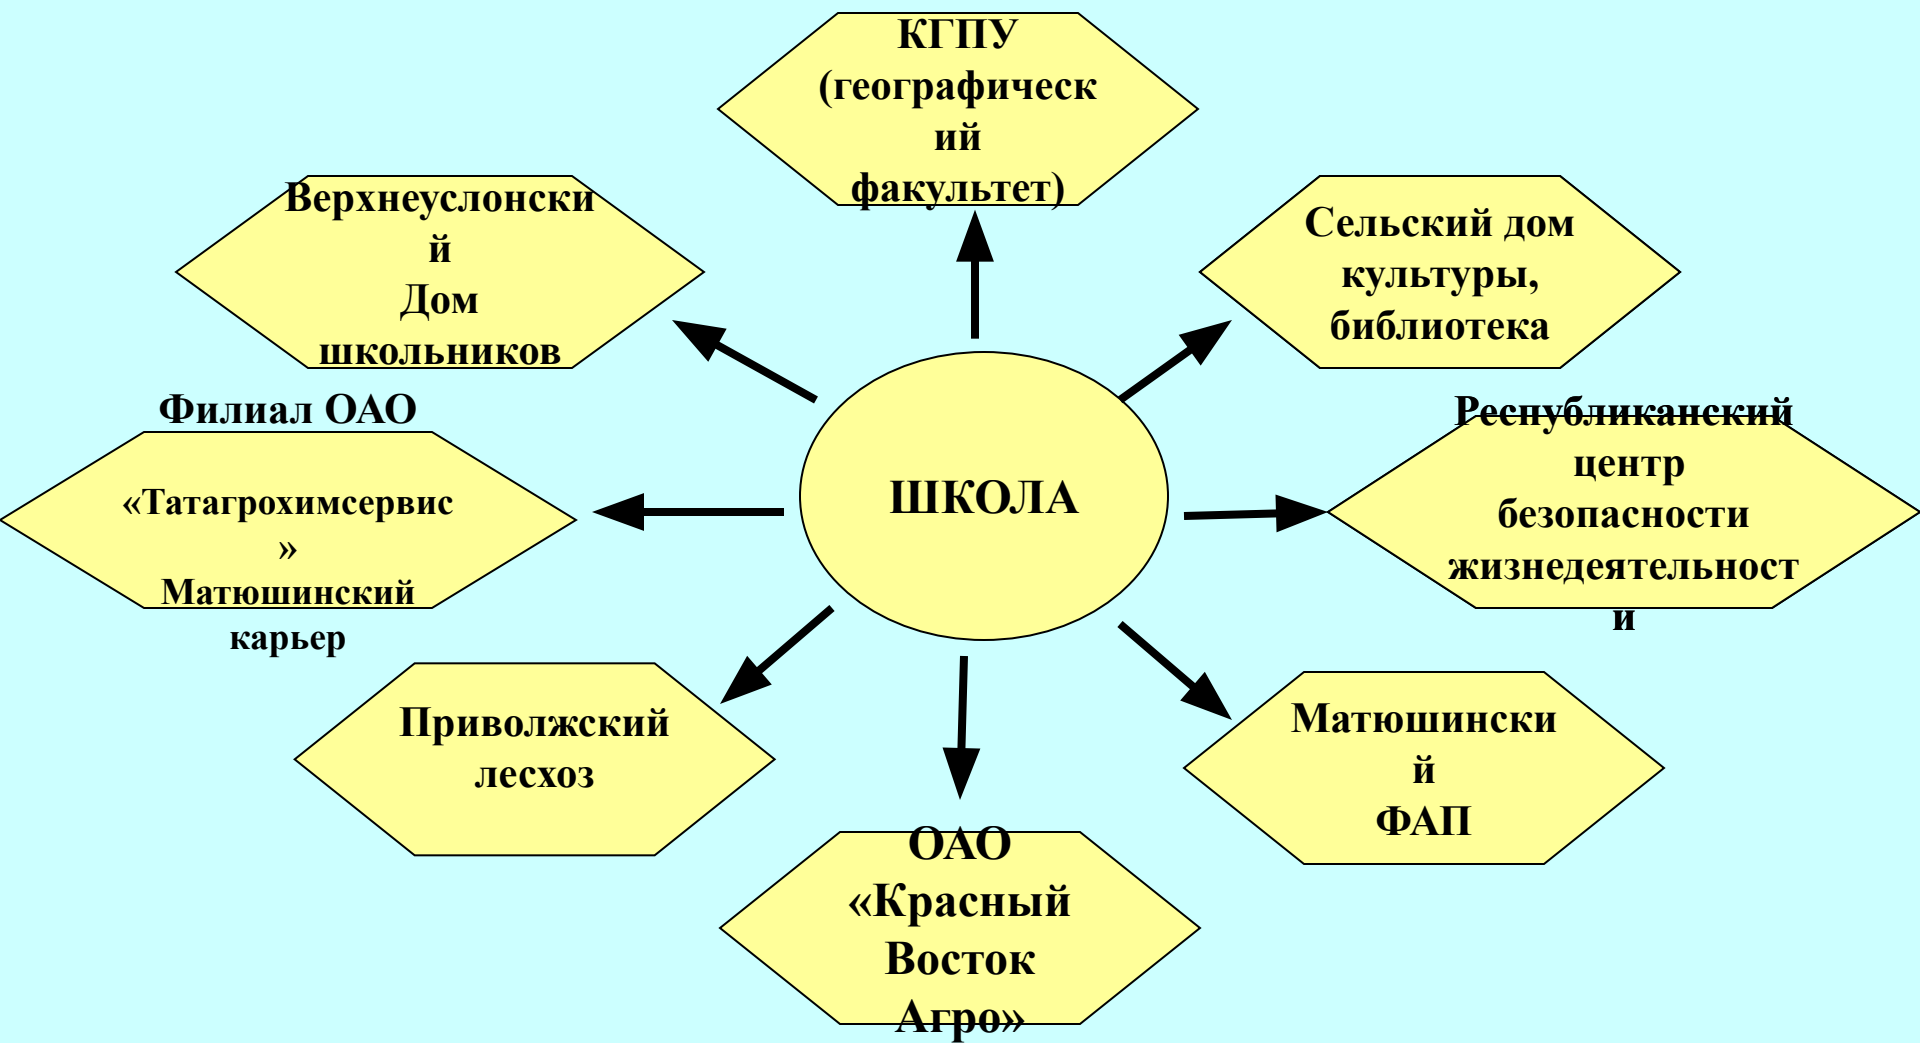 КГПУ
(географическ
ий
факультет)
Верхнеуслонски
й
Дом
школьников
Сельский дом
культуры,
библиотека
Филиал ОАО
«Татагрохимсервис
»
Матюшинский
карьер
ШКОЛА
Республиканский
центр
безопасности
жизнедеятельност
и
Приволжский
лесхоз
Матюшински
й
ФАП
ОАО
«Красный
Восток
Агро»